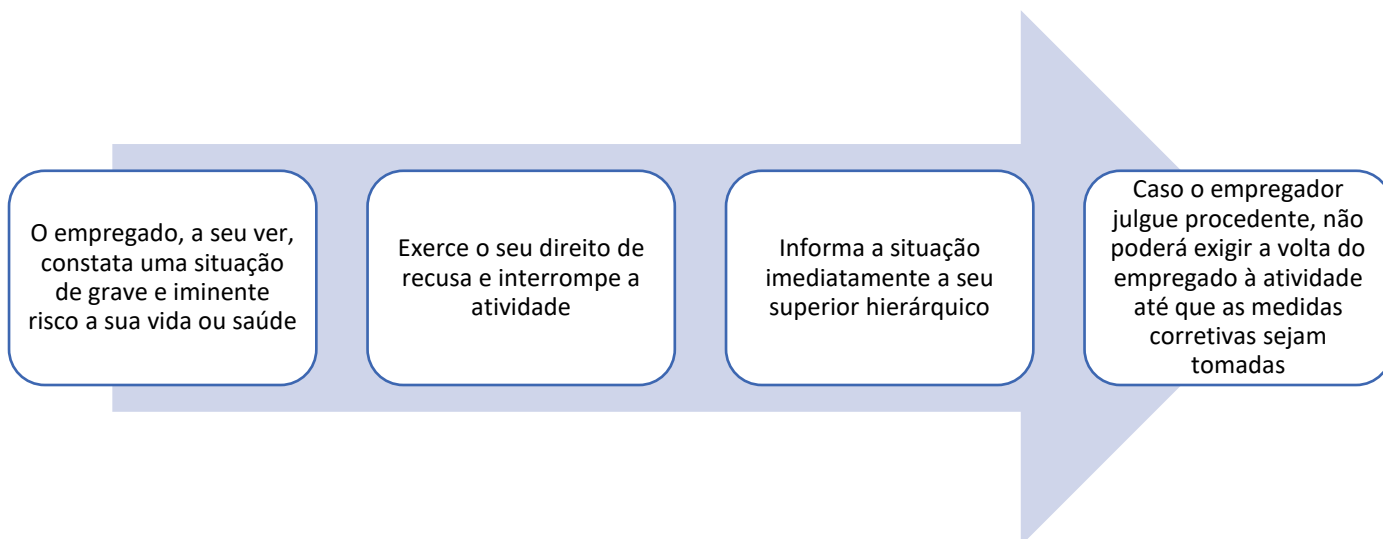 O empregado, a seu ver,
constata uma situação
de grave e iminente
risco a sua vida ou saúde
Exerce o seu direito de
recusa e interrompe a
atividade
Informa a situação
imediatamente a seu
superior hierárquico
Caso o empregador
julgue procedente, não
poderá exigir a volta do
empregado à atividade
até que as medidas
corretivas sejam
tomadas